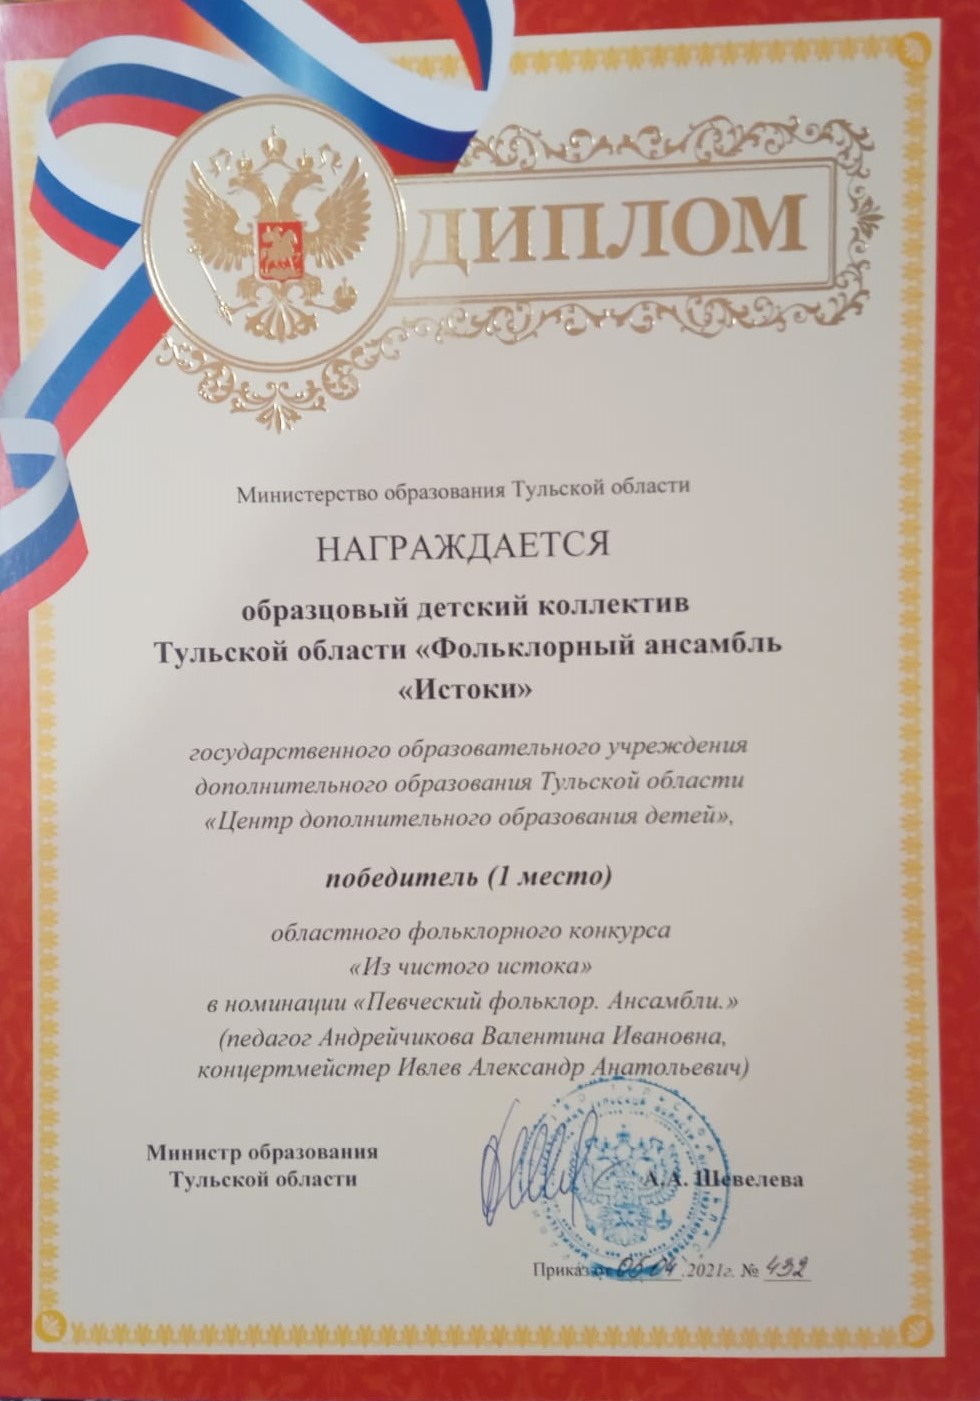 ДИПЛОМ
Министерство образования Тульской области
НАГРАЖДАЕТСЯ
образцовый детский коллектив
Тульской области «Фольклорный ансамбль
«Истоки»
государственного образовательного учреждения
дополнительного образования Тульской области
«Центр дополнительного образования детей»,
победитель (1 место)
областного фольклорного конкурса
«Из чистого истока»
в номинации «Певческий фольклор. Ансамбли.»
(педагог Андрейчикова Валентина Ивановна,
концертмейстер Ивлев Александр Анатольевич)
Министр образования
Тульской области
А.А. Шевелева
Приказ от 05.04.2021г. № 432